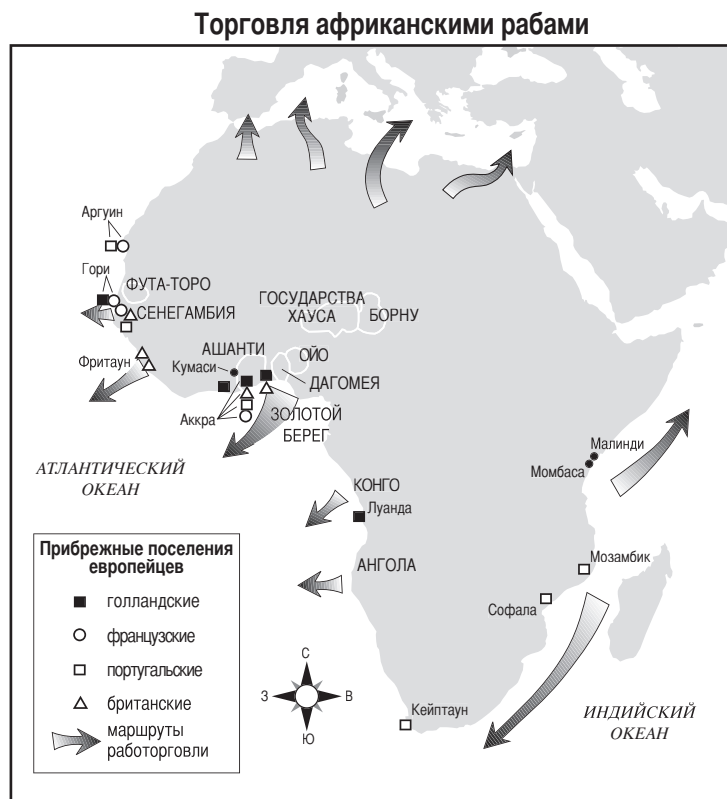 Торговля африканскими рабами
Аргуин
Гори
ФУТА-ТОРО
СЕНЕГАМБИЯ
ГОСУДАРСТВА
ХАУСА
БОРНУ
Фритаун
АШАНТИ
Кумаси
ОЙО
ДАГОМЕЯ
Аккра
ЗОЛОТОЙ
БЕРЕГ
АТЛАНТИЧЕСКИЙ
ОКЕАН
Малинди
Момбаса
КОНГО
Луанда
АНГОЛА
Мозамбик
Софала
Кейптаун
ИНДИЙСКИЙ
ОКЕАН
С
З
В
Ю
Прибрежные поселения
европейцев
голландские
французские
португальские
британские
маршруты
работорговли